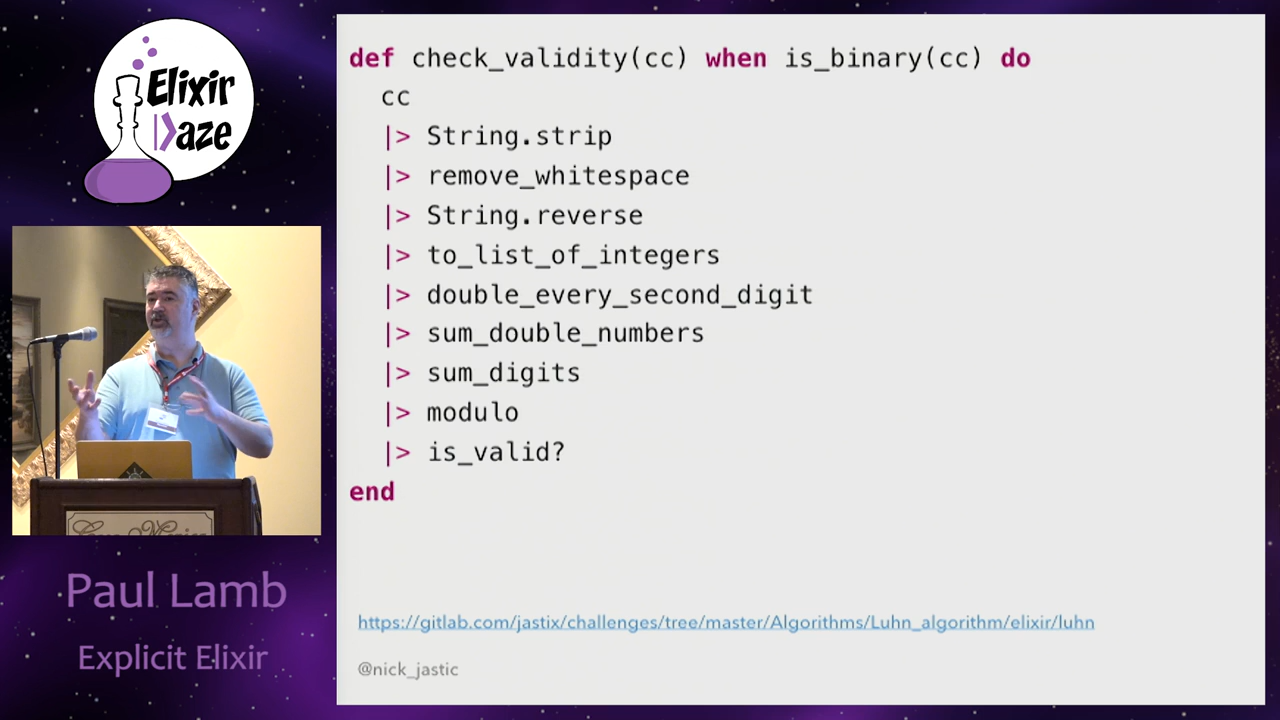 Elixir
|>aze
def check_validity(cc) when is_binary(cc) do
cc
|> String.strip
|> remove_whitespace
|> String.reverse
|> to_list_of_integers
|> double_every_second_digit
|> sum_double_numbers
|> sum_digits
|> modulo
|> is_valid?
end
https://gitlab.com/jastix/challenges/tree/master/Algorithms/Luhn_algorithm/elixir/luhn
@nick_jastic
Paul Lamb
Explicit Elixir